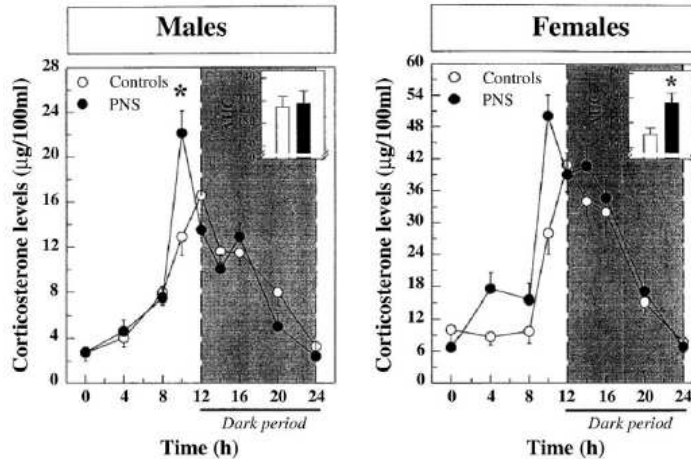 Males
Corticosterone levels (µg/100ml)
28
24
20
16
12
8
4
0
Controls
PNS
*
AUC
0 4 8 12 16 20 24
Dark period
Time (h)
Females
Corticosterone levels (µg/100ml)
60
54
48
42
36
30
24
18
12
6
0
Controls
PNS
*
0 4 8 12 16 20 24
Dark period
Time (h)